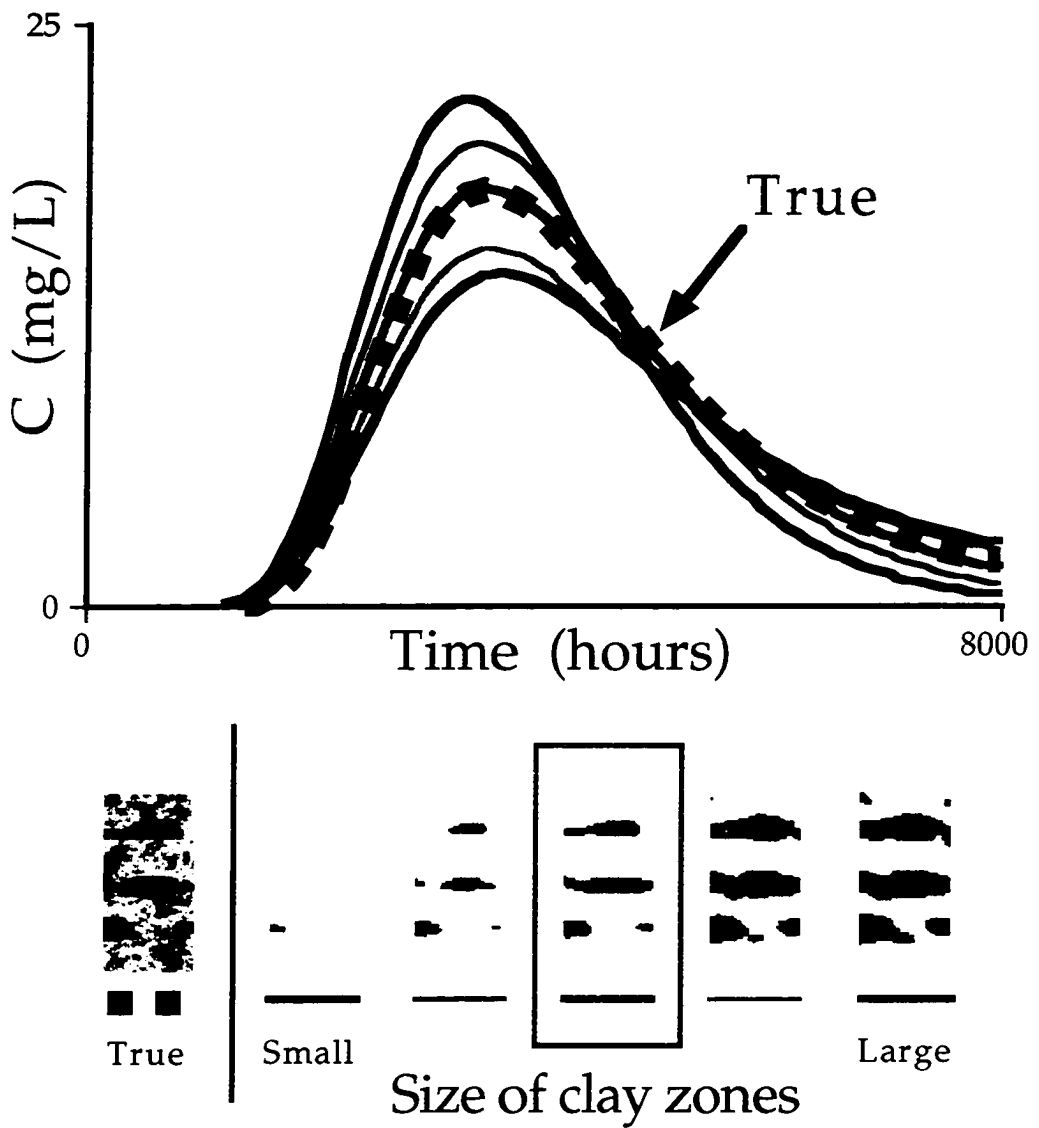 25
C (mg/L)
True
0
0
Time (hours)
8000
True
Small
Large
Size of clay zones